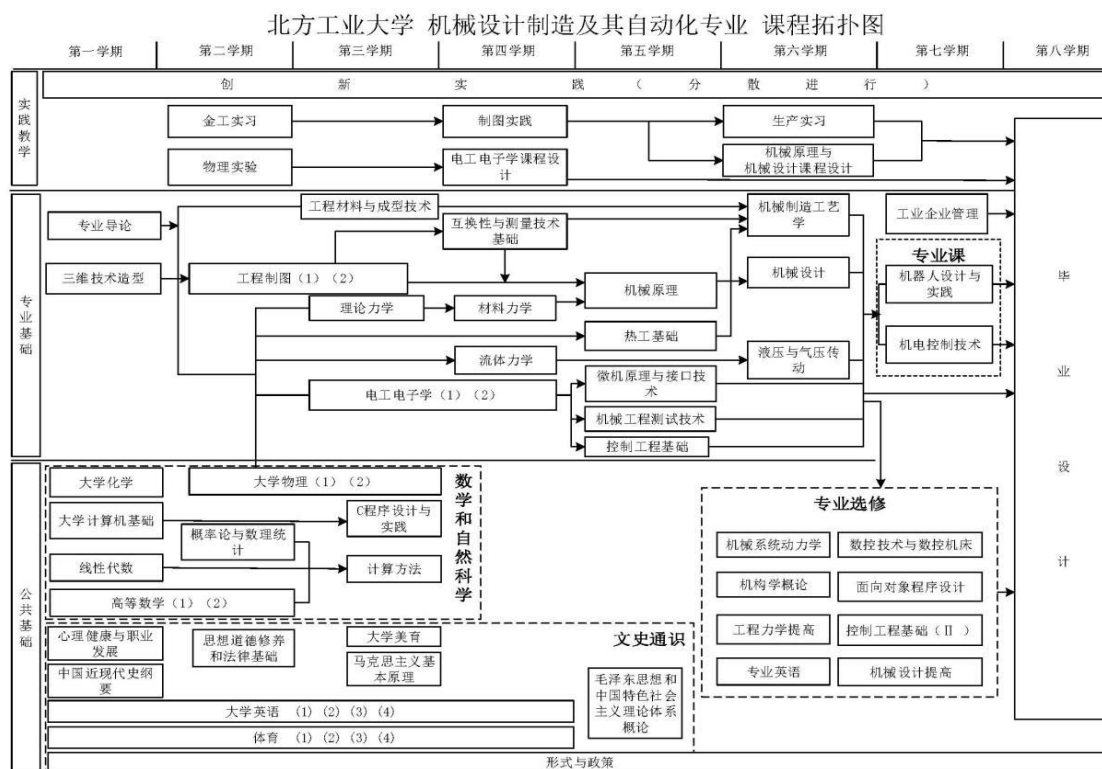 北方工业大学 机械设计制造及其自动化专业 课程拓扑图
第一学期 第二学期 第三学期 第四学期 第五学期 第六学期 第七学期 第八学期
实践教学
创新实践(分散进行)
金工实习
制图实践
生产实习
物理实验
电工电子学课程设
计
机械原理与
机械设计课程设计
专业基础
专业导论
工程材料与成型技术
互换性与测量技术
基础
机械制造工艺
学
工业企业管理
三维技术造型
工程制图(1)(2)
机械原理
机械设计
专业课
机器人设计与
实践
理论力学
材料力学
热工基础
机电控制技术
流体力学
液压与气压传
动
电工电子学(1)(2)
微机原理与接口技
术
机械工程测试技术
控制工程基础
毕业设计
公共基础
大学化学
大学物理(1)(2)
数学和自然科学
大学计算机基础
C程序设计与
实践
概率论与数理统
计
线性代数
计算方法
高等数学(1)(2)
专业选修
机械系统动力学
数控技术与数控机床
机构学概论
面向对象程序设计
工程力学提高
控制工程基础(Ⅱ)
专业英语
机械设计提高
文史通识
心理健康与职业
发展
思想道德修养
和法律基础
大学美育
中国近现代史纲
要
马克思主义基
本原理
毛泽东思想和
中国特色社会
主义理论体系
概论
大学英语 (1)(2)(3)(4)
体育 (1)(2)(3)(4)
形式与政策